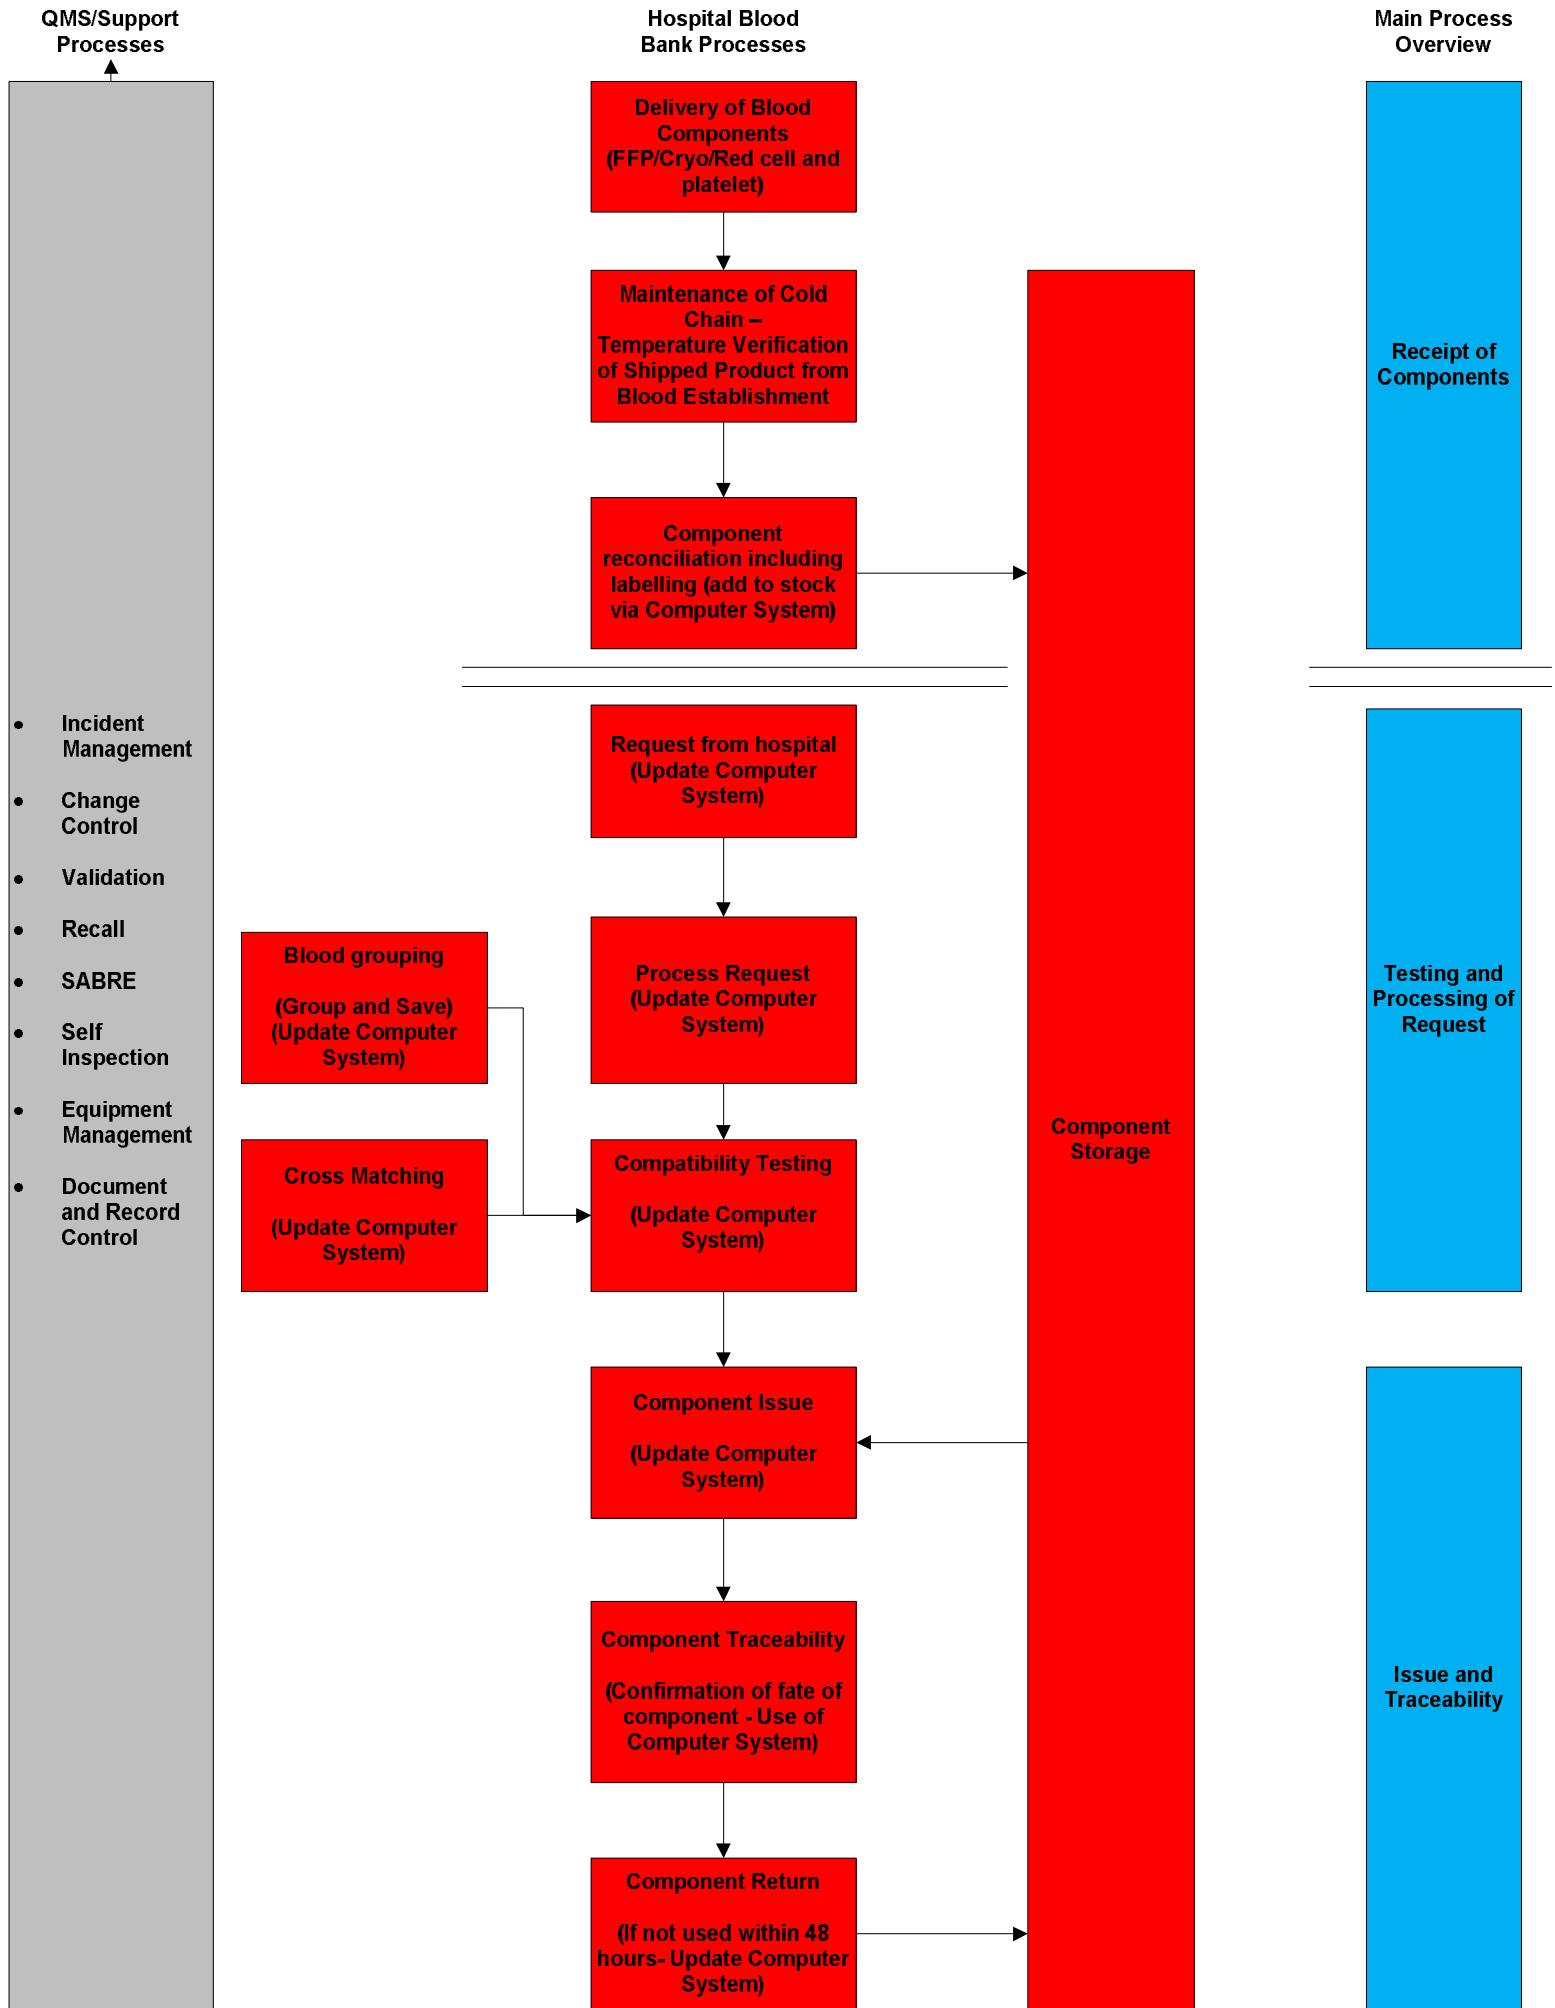 QMS/Support
Processes
Hospital Blood
Bank Processes
Main Process
Overview
Delivery of Blood
Components
(FFP/Cryo/Red cell and
platelet)
Maintenance of Cold
Chain –
Temperature Verification
of Shipped Product from
Blood Establishment
Receipt of
Components
Component
reconciliation including
labelling (add to stock
via Computer System)
• Incident
Management
• Change
Control
• Validation
• Recall
• SABRE
• Self
Inspection
• Equipment
Management
• Document
and Record
Control
Request from hospital
(Update Computer
System)
Blood grouping
(Group and Save)
(Update Computer
System)
Process Request
(Update Computer
System)
Testing and
Processing of
Request
Cross Matching
(Update Computer
System)
Compatibility Testing
(Update Computer
System)
Component
Storage
Component Issue
(Update Computer
System)
Component Traceability
(Confirmation of fate of
component - Use of
Computer System)
Issue and
Traceability
Component Return
(If not used within 48
hours- Update Computer
System)